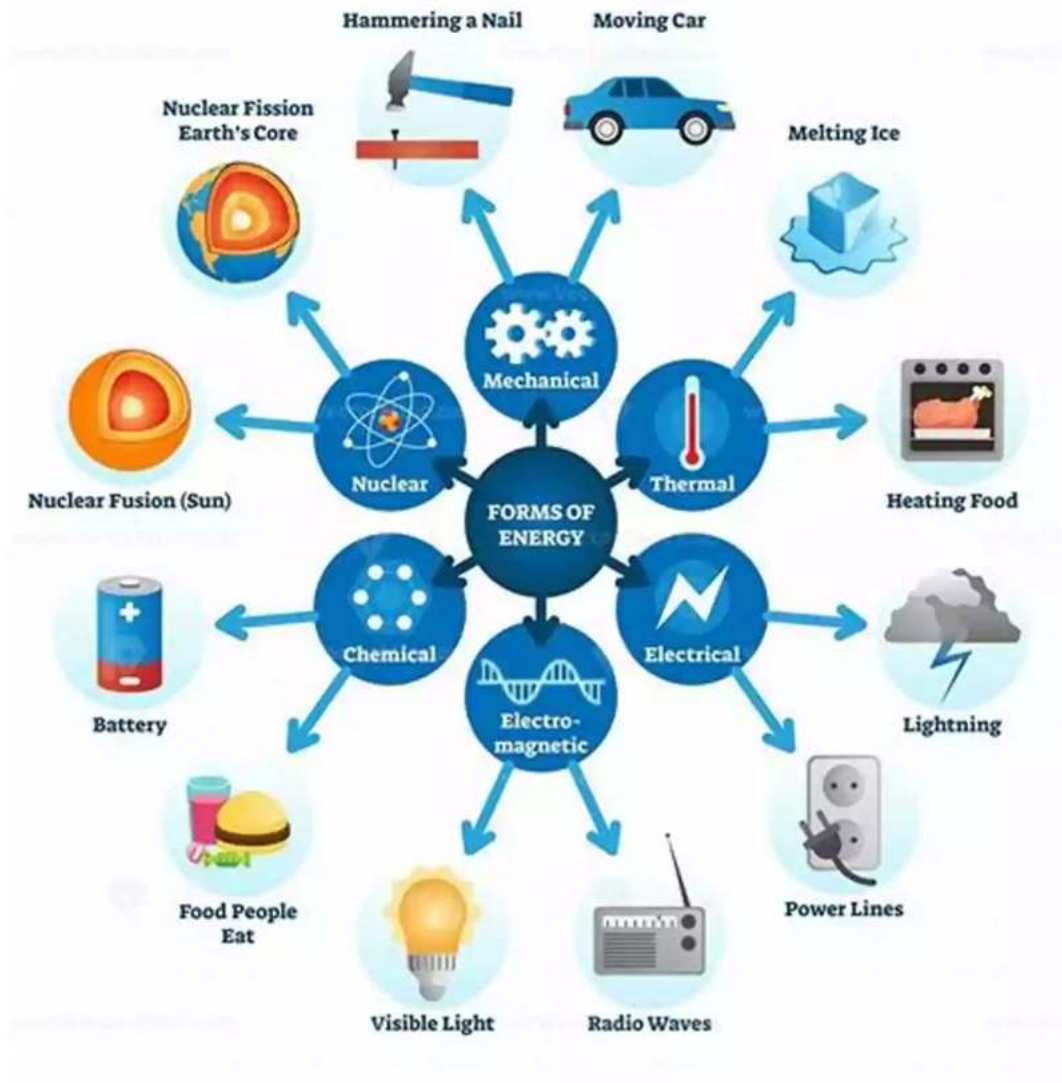 Hammering a Nail
Moving Car
Nuclear Fission
Earth's Core
Melting Ice
Mechanical
Nuclear
Thermal
Nuclear Fusion (Sun)
Heating Food
FORMS OF
ENERGY
Chemical
Electrical
Battery
Electro-
magnetic
Lightning
Food People
Eat
Power Lines
Visible Light
Radio Waves